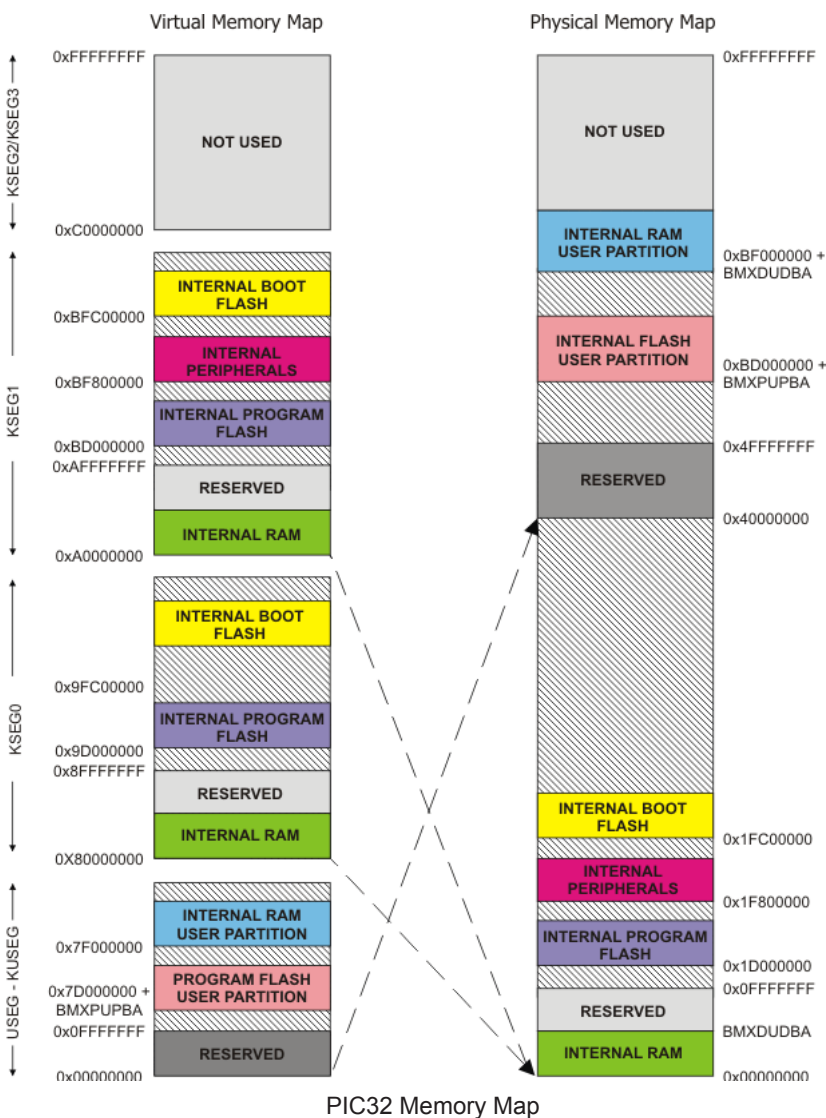 Virtual Memory Map
Physical Memory Map
KSEG2/KSEG3
0xFFFFFFFF
NOT USED
0xC0000000
KSEG1
INTERNAL BOOT
FLASH
0xBFC00000
INTERNAL
PERIPHERALS
0xBF800000
INTERNAL PROGRAM
FLASH
0xBD000000
0xAFFFFFFF
RESERVED
INTERNAL RAM
0xA0000000
KSEG0
INTERNAL BOOT
FLASH
0x9FC00000
INTERNAL PROGRAM
FLASH
0x9D000000
0x8FFFFFFF
RESERVED
INTERNAL RAM
0X80000000
USEG - KUSEG
INTERNAL RAM
USER PARTITION
0x7F000000
PROGRAM FLASH
USER PARTITION
0x7D000000 +
BMXPUPBA
0x0FFFFFFF
RESERVED
0x00000000
0xFFFFFFFF
NOT USED
INTERNAL RAM
USER PARTITION
0xBF000000 +
BMXDUDBA
INTERNAL FLASH
USER PARTITION
0xBD000000 +
BMXPUPBA
0x4FFFFFFF
RESERVED
0x40000000
INTERNAL BOOT
FLASH
0x1FC00000
INTERNAL
PERIPHERALS
0x1F800000
INTERNAL PROGRAM
FLASH
0x1D000000
0x0FFFFFFF
RESERVED
BMXDUDBA
INTERNAL RAM
0x00000000
PIC32 Memory Map